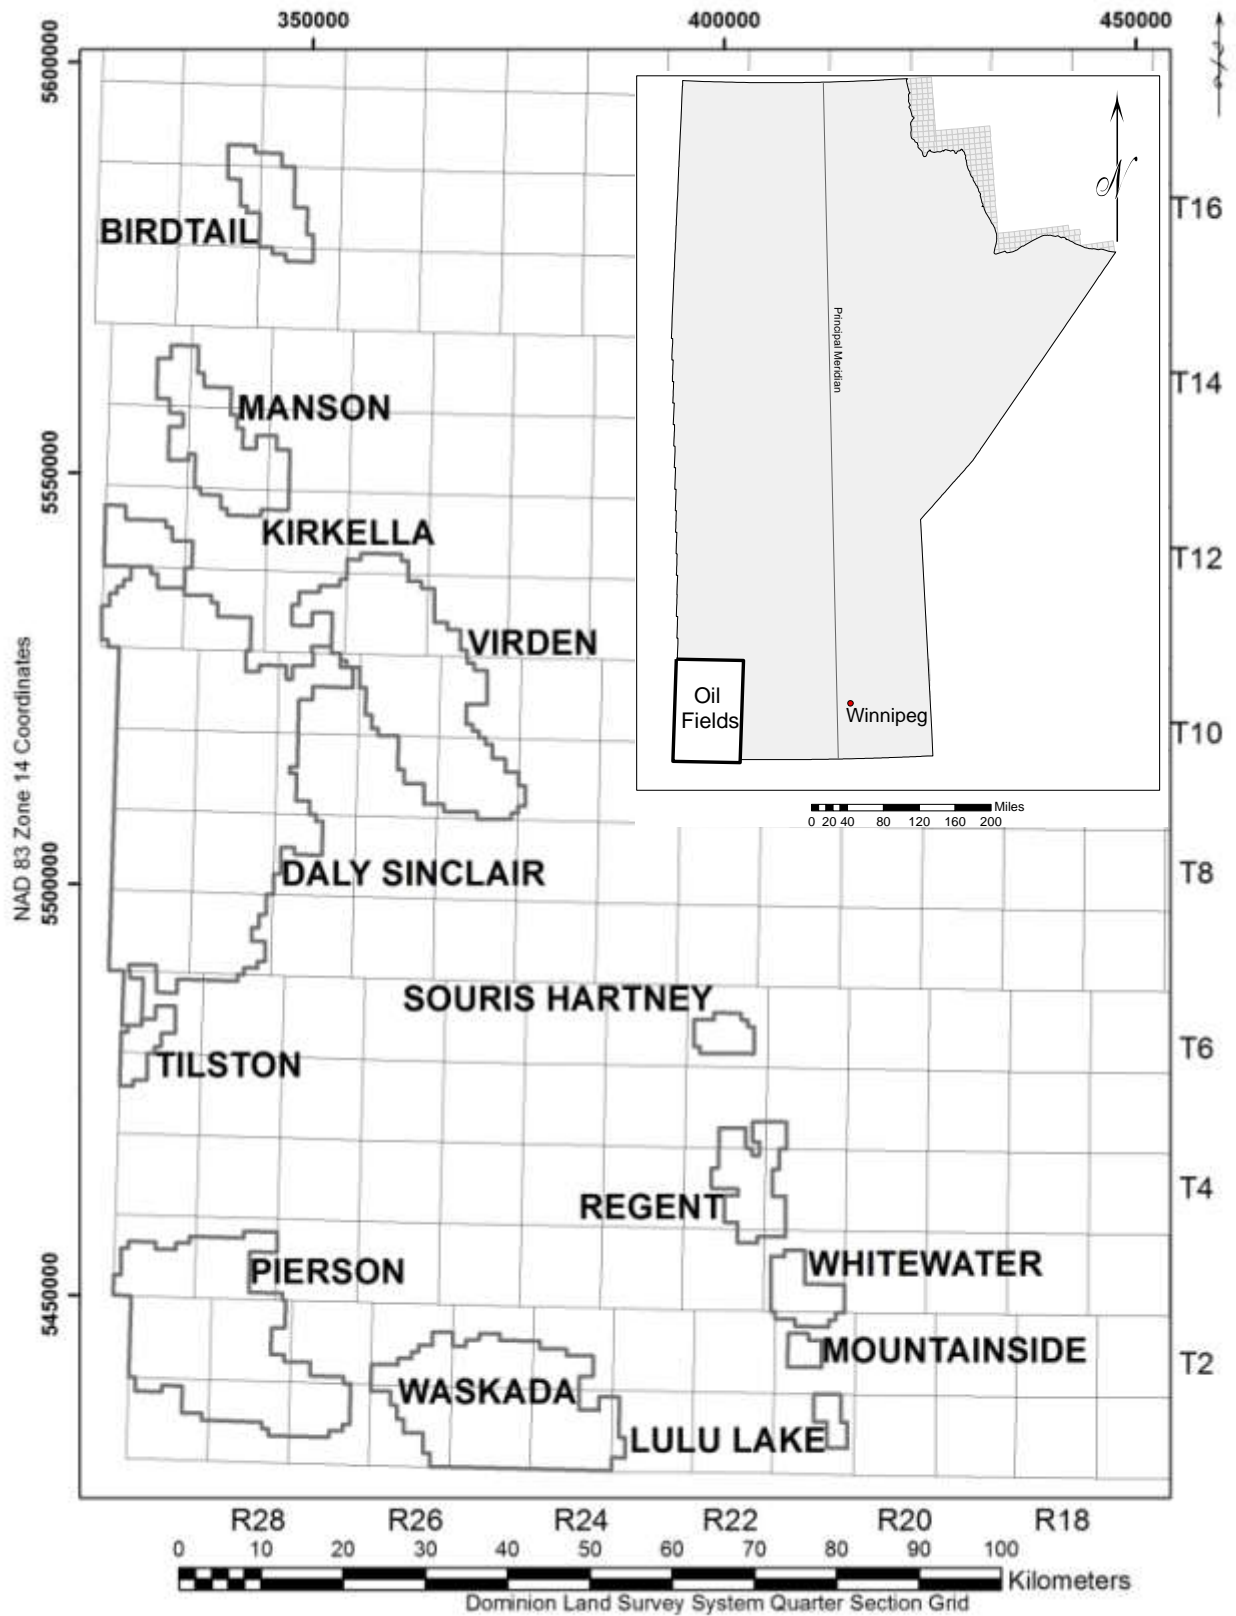 350000
400000
450000
5600000
BIRDTAIL
T16
Principal Meridian
T14
MANSON
5550000
KIRKELLA
T12
VIRDEN
Oil
Fields
Winnipeg
T10
NAD 83 Zone 14 Coordinates
Miles
0 20 40 80 120 160 200
DALY SINCLAIR
5500000
T8
SOURIS HARTNEY
T6
TILSTON
T4
REGENT
PIERSON
WHITEWATER
5450000
MOUNTAINSIDE
T2
WASKADA
LULU LAKE
R28 R26 R24 R22 R20 R18
0 10 20 30 40 50 60 70 80 90 100
Kilometers
Dominion Land Survey System Quarter Section Grid